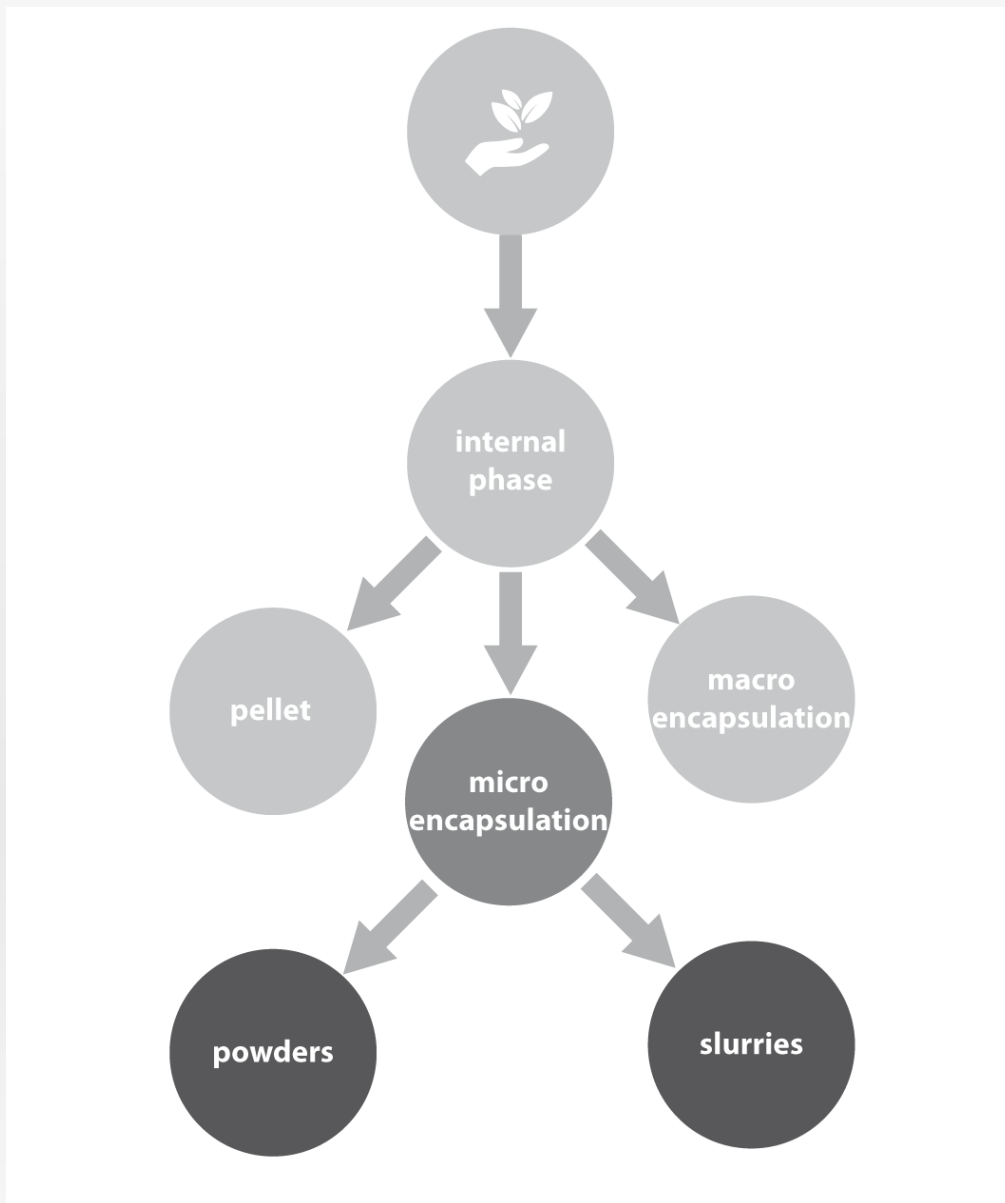 internal
phase
pellet
macro
encapsulation
micro
encapsulation
powders
slurries